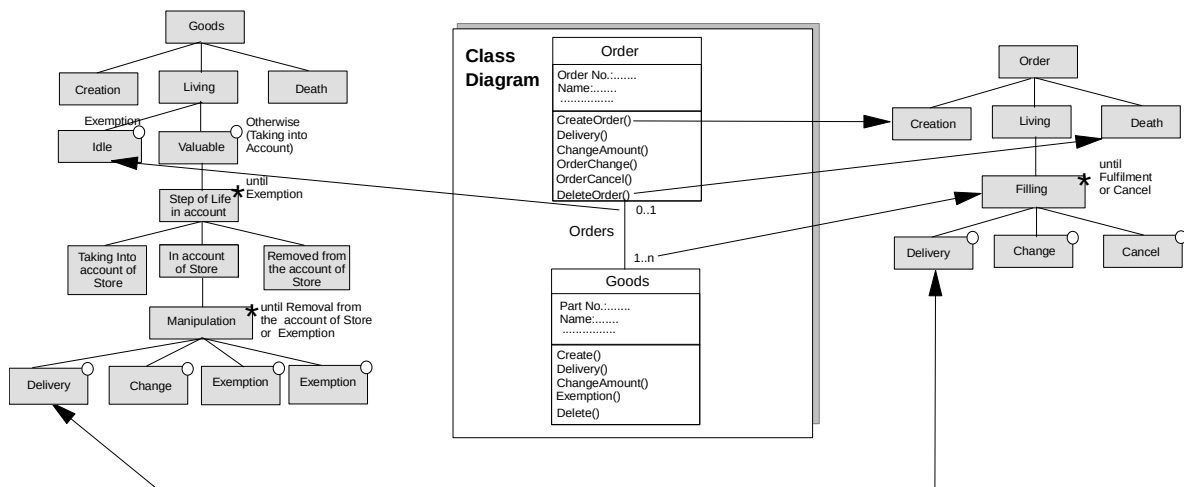 Goods
Creation
Living
Death
Exemption
Idle
Valuable
Otherwise
(Taking into
Account)
Step of Life
in account
until
Exemption
Taking Into
account of
Store
In account
of Store
Removed from
the account of
Store
Manipulation
until Removal from
the account of Store
or Exemption
Delivery
Change
Exemption
Exemption
Class
Diagram
Order
Order No.:.......
Name:.......
................
CreateOrder()
Delivery()
ChangeAmount()
OrderChange()
OrderCancel()
DeleteOrder()
0..1
Orders
1..n
Goods
Part No.:.......
Name:.......
................
Create()
Delivery()
ChangeAmount()
Exemption()
Delete()
Order
Creation
Living
Death
Filling
until
Fulfilment
or Cancel
Delivery
Change
Cancel